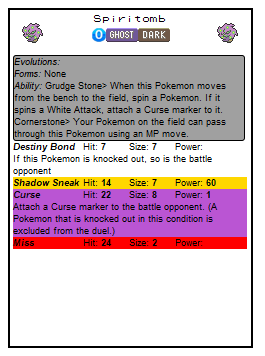 Spiritomb
0 GHOST DARK
Evolutions:
Forms: None
Ability: Grudge Stone> When this Pokemon moves
from the bench to the field, spin a Pokemon. If it
spins a White Attack, attach a Curse marker to it.
Cornerstone> Your Pokemon on the field can pass
through this Pokemon using an MP move.
Destiny Bond Hit: 7 Size: 7 Power:
If this Pokemon is knocked out, so is the battle
opponent
Shadow Sneak Hit: 14 Size: 7 Power: 60
Curse Hit: 22 Size: 8 Power: 1
Attach a Curse marker to the battle opponent. (A
Pokemon that is knocked out in this condition is
excluded from the duel.)
Miss Hit: 24 Size: 2 Power: